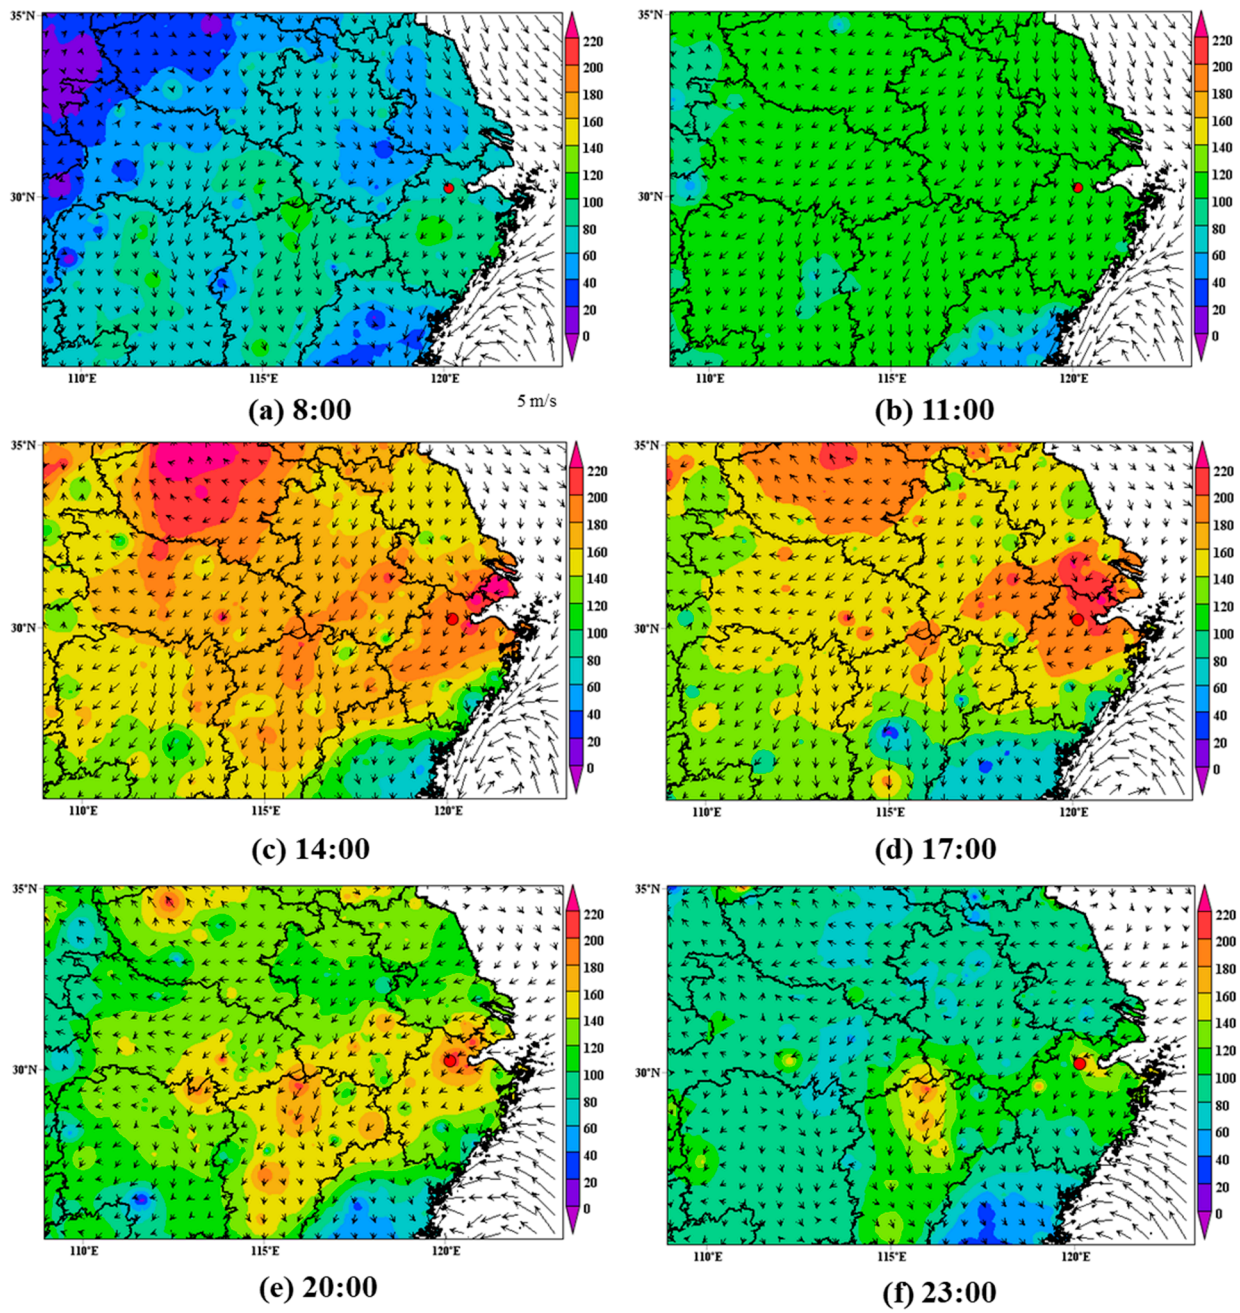 35°N
30°N
110°E
115°E
120°E
220
200
180
160
140
120
100
80
60
40
20
0
(a) 8:00
5 m/s
35°N
30°N
110°E
115°E
120°E
220
200
180
160
140
120
100
80
60
40
20
0
(b) 11:00
35°N
30°N
110°E
115°E
120°E
220
200
180
160
140
120
100
80
60
40
20
0
(c) 14:00
35°N
30°N
110°E
115°E
120°E
220
200
180
160
140
120
100
80
60
40
20
0
(d) 17:00
35°N
30°N
110°E
115°E
120°E
220
200
180
160
140
120
100
80
60
40
20
0
(e) 20:00
35°N
30°N
110°E
115°E
120°E
220
200
180
160
140
120
100
80
60
40
20
0
(f) 23:00